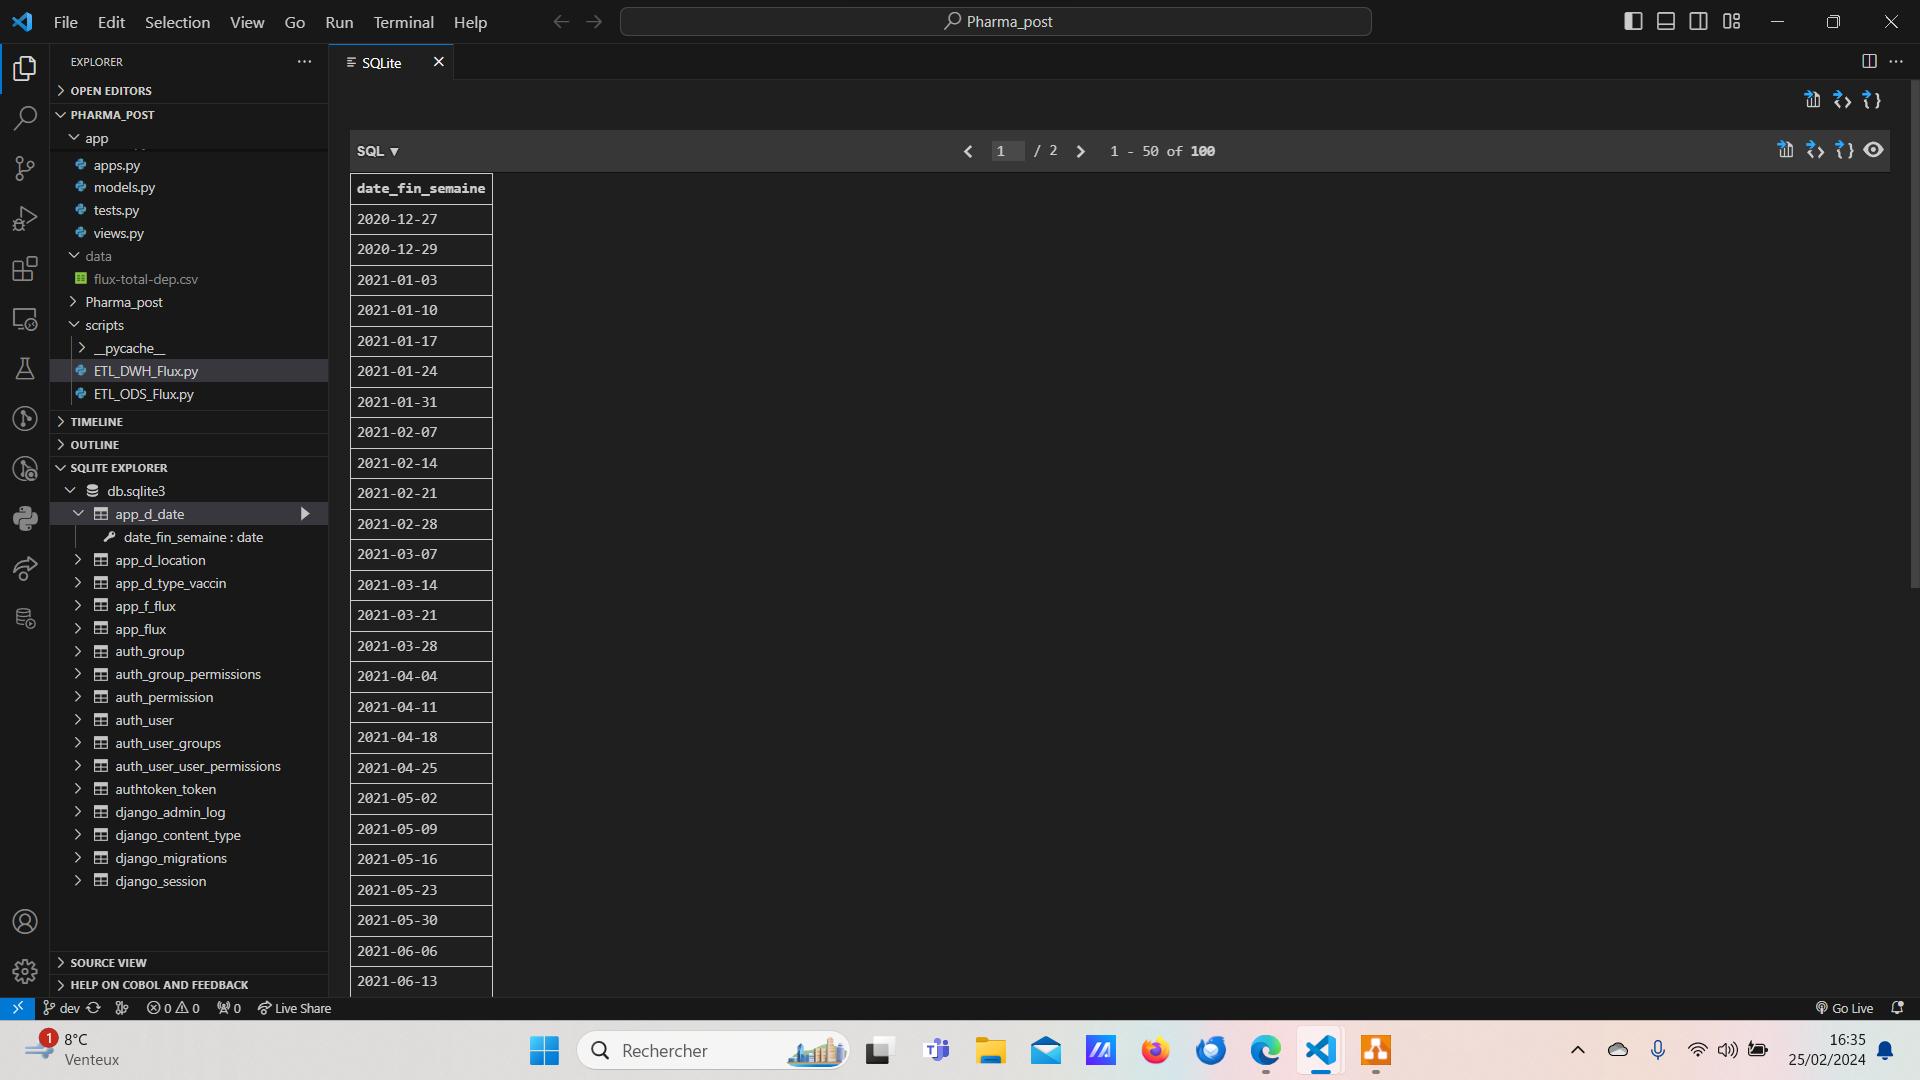 File Edit Selection View Go Run Terminal Help
Pharma_post
EXPLORER
OPEN EDITORS
PHARMA_POST
app
apps.py
models.py
tests.py
views.py
data
flux-total-dep.csv
Pharma_post
scripts
__pycache__
ETL_DWH_Flux.py
ETL_ODS_Flux.py
TIMELINE
OUTLINE
SQLITE EXPLORER
db.sqlite3
app_d_date
date_fin_semaine : date
app_d_location
app_d_type_vaccin
app_f_flux
app_flux
auth_group
auth_group_permissions
auth_permission
auth_user
auth_user_groups
auth_user_user_permissions
authtoken_token
django_admin_log
django_content_type
django_migrations
django_session
SOURCE VIEW
HELP ON COBOL AND FEEDBACK
SQLite
SQL ▼ 1 / 2 1 - 50 of 100
date_fin_semaine
2020-12-27
2020-12-29
2021-01-03
2021-01-10
2021-01-17
2021-01-24
2021-01-31
2021-02-07
2021-02-14
2021-02-21
2021-02-28
2021-03-07
2021-03-14
2021-03-21
2021-03-28
2021-04-04
2021-04-11
2021-04-18
2021-04-25
2021-05-02
2021-05-09
2021-05-16
2021-05-23
2021-05-30
2021-06-06
2021-06-13
dev 0 0 0 Live Share Go Live
1 8°C
Venteux
Rechercher
16:35
25/02/2024